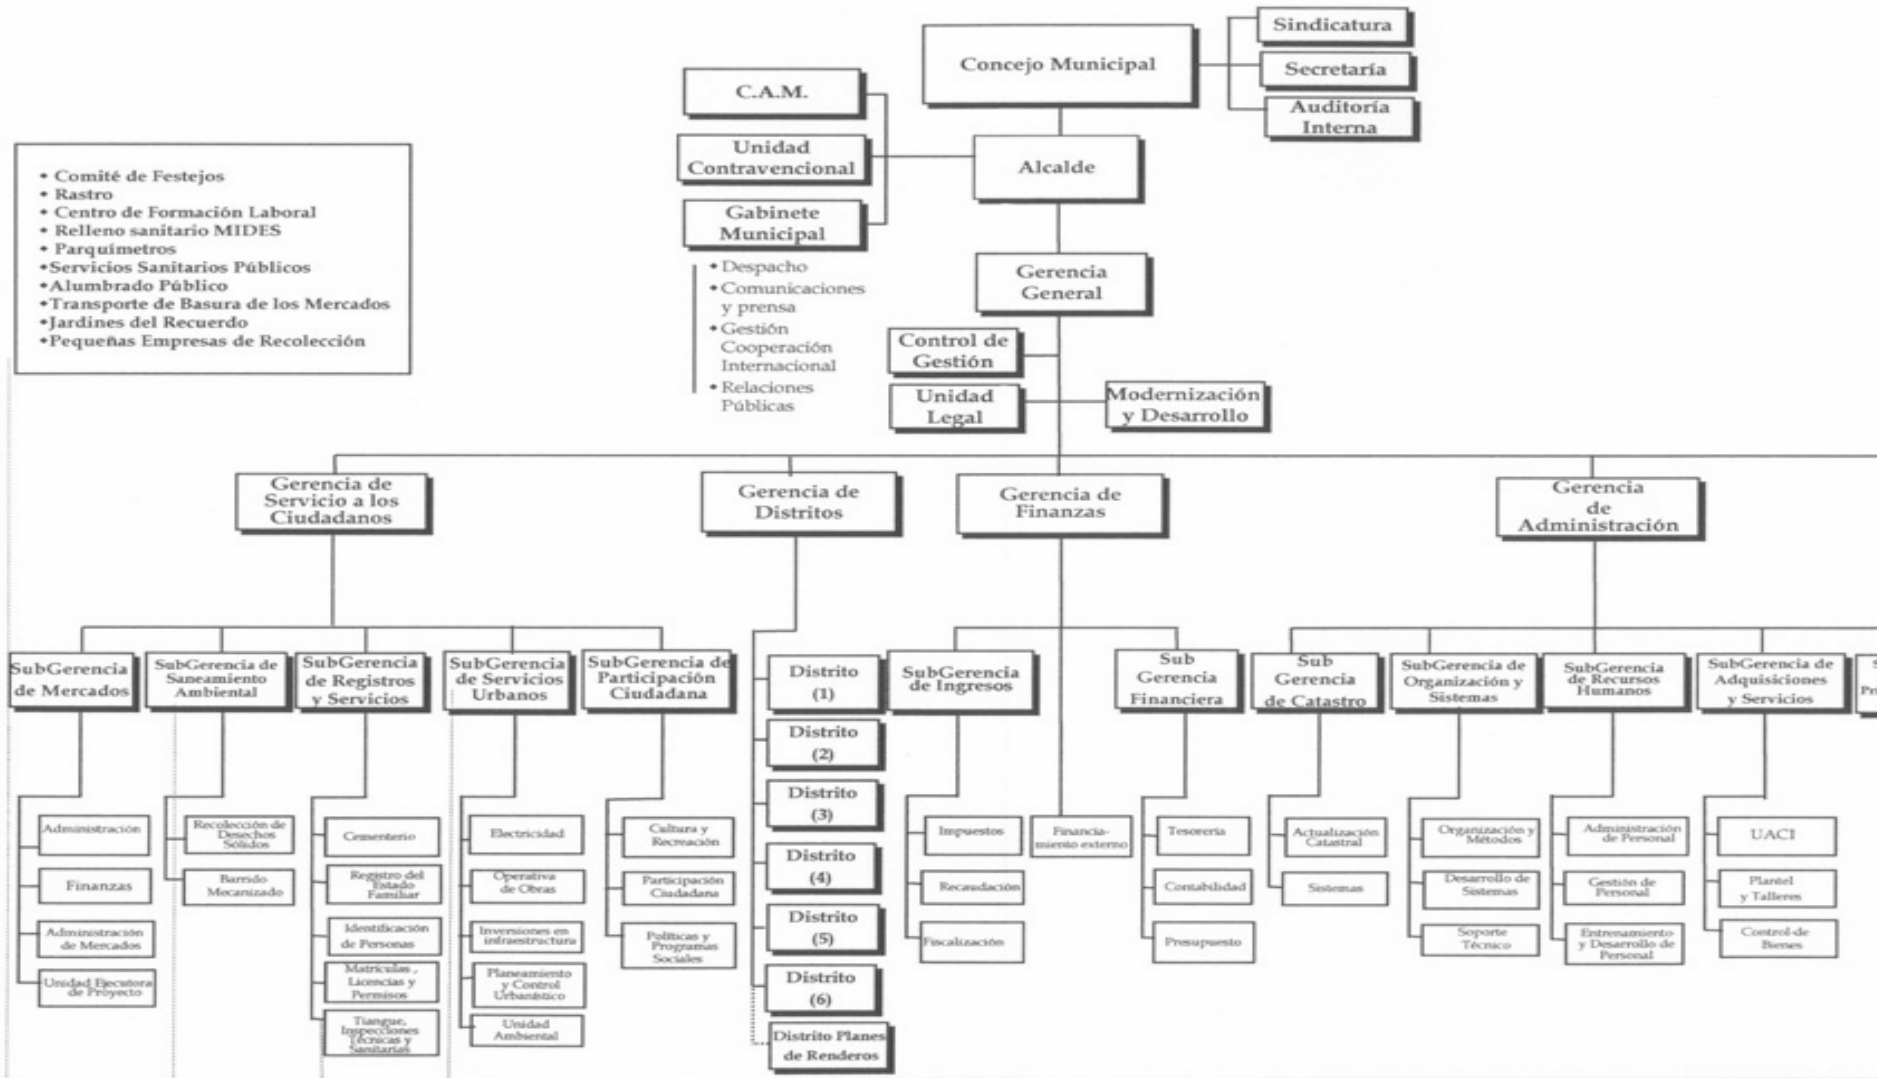 Sindicatura
Concejo Municipal
Secretaría
Auditoría
Interna
C.A.M.
Unidad
Contravencional
Alcalde
Gabinete
Municipal
• Despacho
• Comunicaciones
y prensa
• Gestión
Cooperación
Internacional
• Relaciones
Públicas
• Comité de Festejos
• Rastro
• Centro de Formación Laboral
• Relleno sanitario MIDES
• Parquímetros
• Servicios Sanitarios Públicos
• Alumbrado Público
• Transporte de Basura de los Mercados
• Jardines del Recuerdo
• Pequeñas Empresas de Recolección
Gerencia
General
Control de
Gestión
Unidad
Legal
Modernización
y Desarrollo
Gerencia de
Servicio a los
Ciudadanos
Gerencia de
Distritos
Gerencia de
Finanzas
Gerencia
de
Administración
SubGerencia
de Mercados
SubGerencia de
Saneamiento
Ambiental
SubGerencia
de Registros
y Servicios
SubGerencia
de Servicios
Urbanos
SubGerencia de
Participación
Ciudadana
Distrito
(1)
SubGerencia
de Ingresos
Sub
Gerencia
Financiera
Sub
Gerencia
de Catastro
SubGerencia de
Organización y
Sistemas
SubGerencia
de Recursos
Humanos
SubGerencia de
Adquisiciones
y Servicios
Distrito
(2)
Distrito
(3)
Distrito
(4)
Distrito
(5)
Distrito
(6)
Distrito Planes
de Renderos
Administración
Finanzas
Administración
de Mercados
Unidad Ejecutora
de Proyecto
Recolección de
Desechos
Sólidos
Barrido
Mecanizado
Cementerio
Registro del
Estado
Familiar
Identificación
de Personas
Matrículas ,
Licencias y
Permisos
Tiangue,
Inspecciones
Técnicas y
Sanitarias
Electricidad
Operativa
de Obras
Inversiones en
infraestructura
Planeamiento
y Control
Urbanístico
Unidad
Ambiental
Cultura y
Recreación
Participación
Ciudadana
Políticas y
Programas
Sociales
Impuestos
Recaudación
Fiscalización
Financia-
miento externo
Tesorería
Contabilidad
Presupuesto
Actualización
Catastral
Sistemas
Organización y
Métodos
Desarrollo de
Sistemas
Soporte
Técnico
Administración
de Personal
Gestión de
Personal
Entrenamiento
y Desarrollo de
Personal
UACI
Plantel
y Talleres
Control de
Bienes